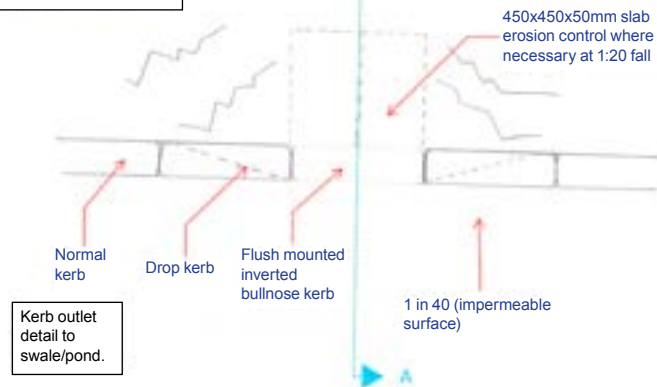 450x450x50mm slab
erosion control where
necessary at 1:20 fall
Normal
kerb
Drop kerb
Flush mounted
inverted
bullnose kerb
1 in 40 (impermeable
surface)
Kerb outlet
detail to
swale/pond.
A